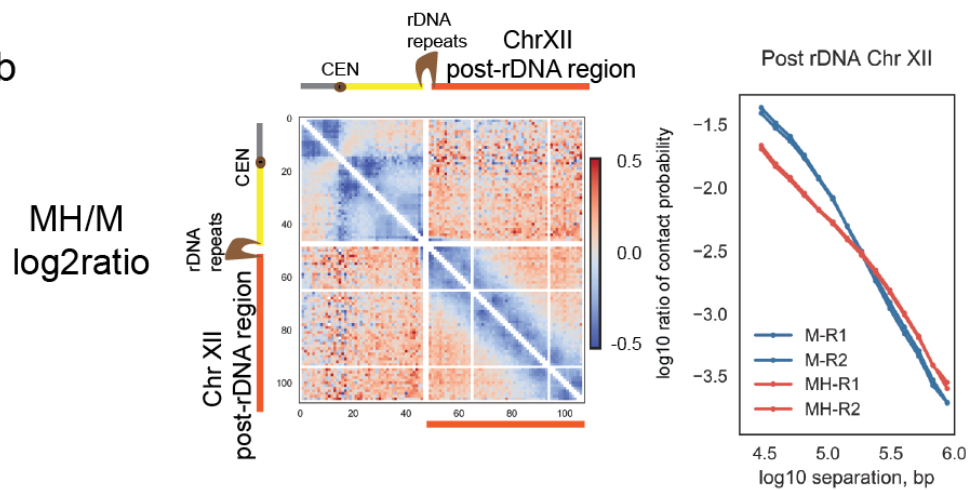 b
rDNA
repeats
ChrXII
post-rDNA region
CEN
Post rDNA Chr XII
MH/M
log2ratio
CEN
rDNA
repeats
Chr XII
post-rDNA region
0
20
40
60
80
100
0
20
40
60
80
100
0.5
0.0
-0.5
log10 ratio of contact probability
−1.5
−2.0
−2.5
−3.0
−3.5
M-R1
M-R2
MH-R1
MH-R2
4.5
5.0
5.5
6.0
log10 separation, bp